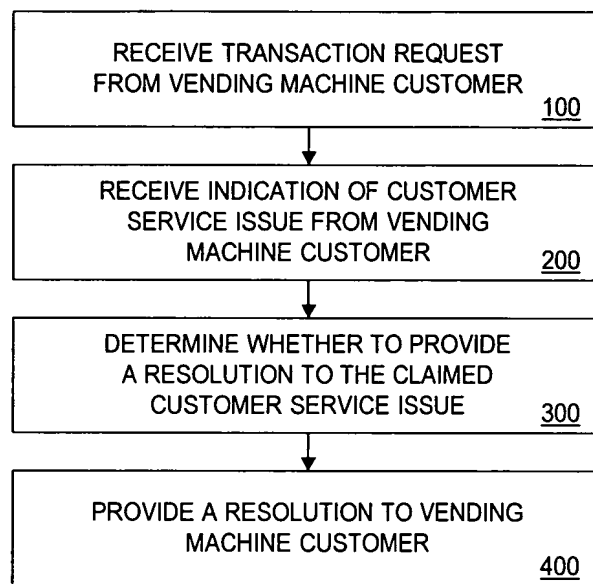 RECEIVE TRANSACTION REQUEST
FROM VENDING MACHINE CUSTOMER
100
RECEIVE INDICATION OF CUSTOMER
SERVICE ISSUE FROM VENDING
MACHINE CUSTOMER
200
DETERMINE WHETHER TO PROVIDE
A RESOLUTION TO THE CLAIMED
CUSTOMER SERVICE ISSUE
300
PROVIDE A RESOLUTION TO VENDING
MACHINE CUSTOMER
400